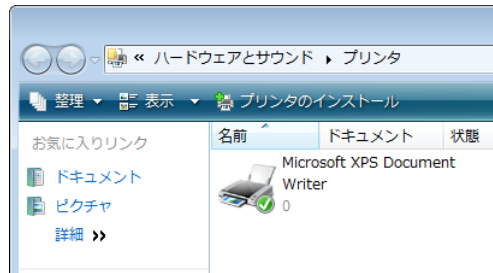 « ハードウェアとサウンド ▸ プリンタ
整理 ▼ 表示 ▼ プリンタのインストール
お気に入りリンク
ドキュメント
ピクチャ
詳細 »
名前 ドキュメント 状態
Microsoft XPS Document
Writer
0